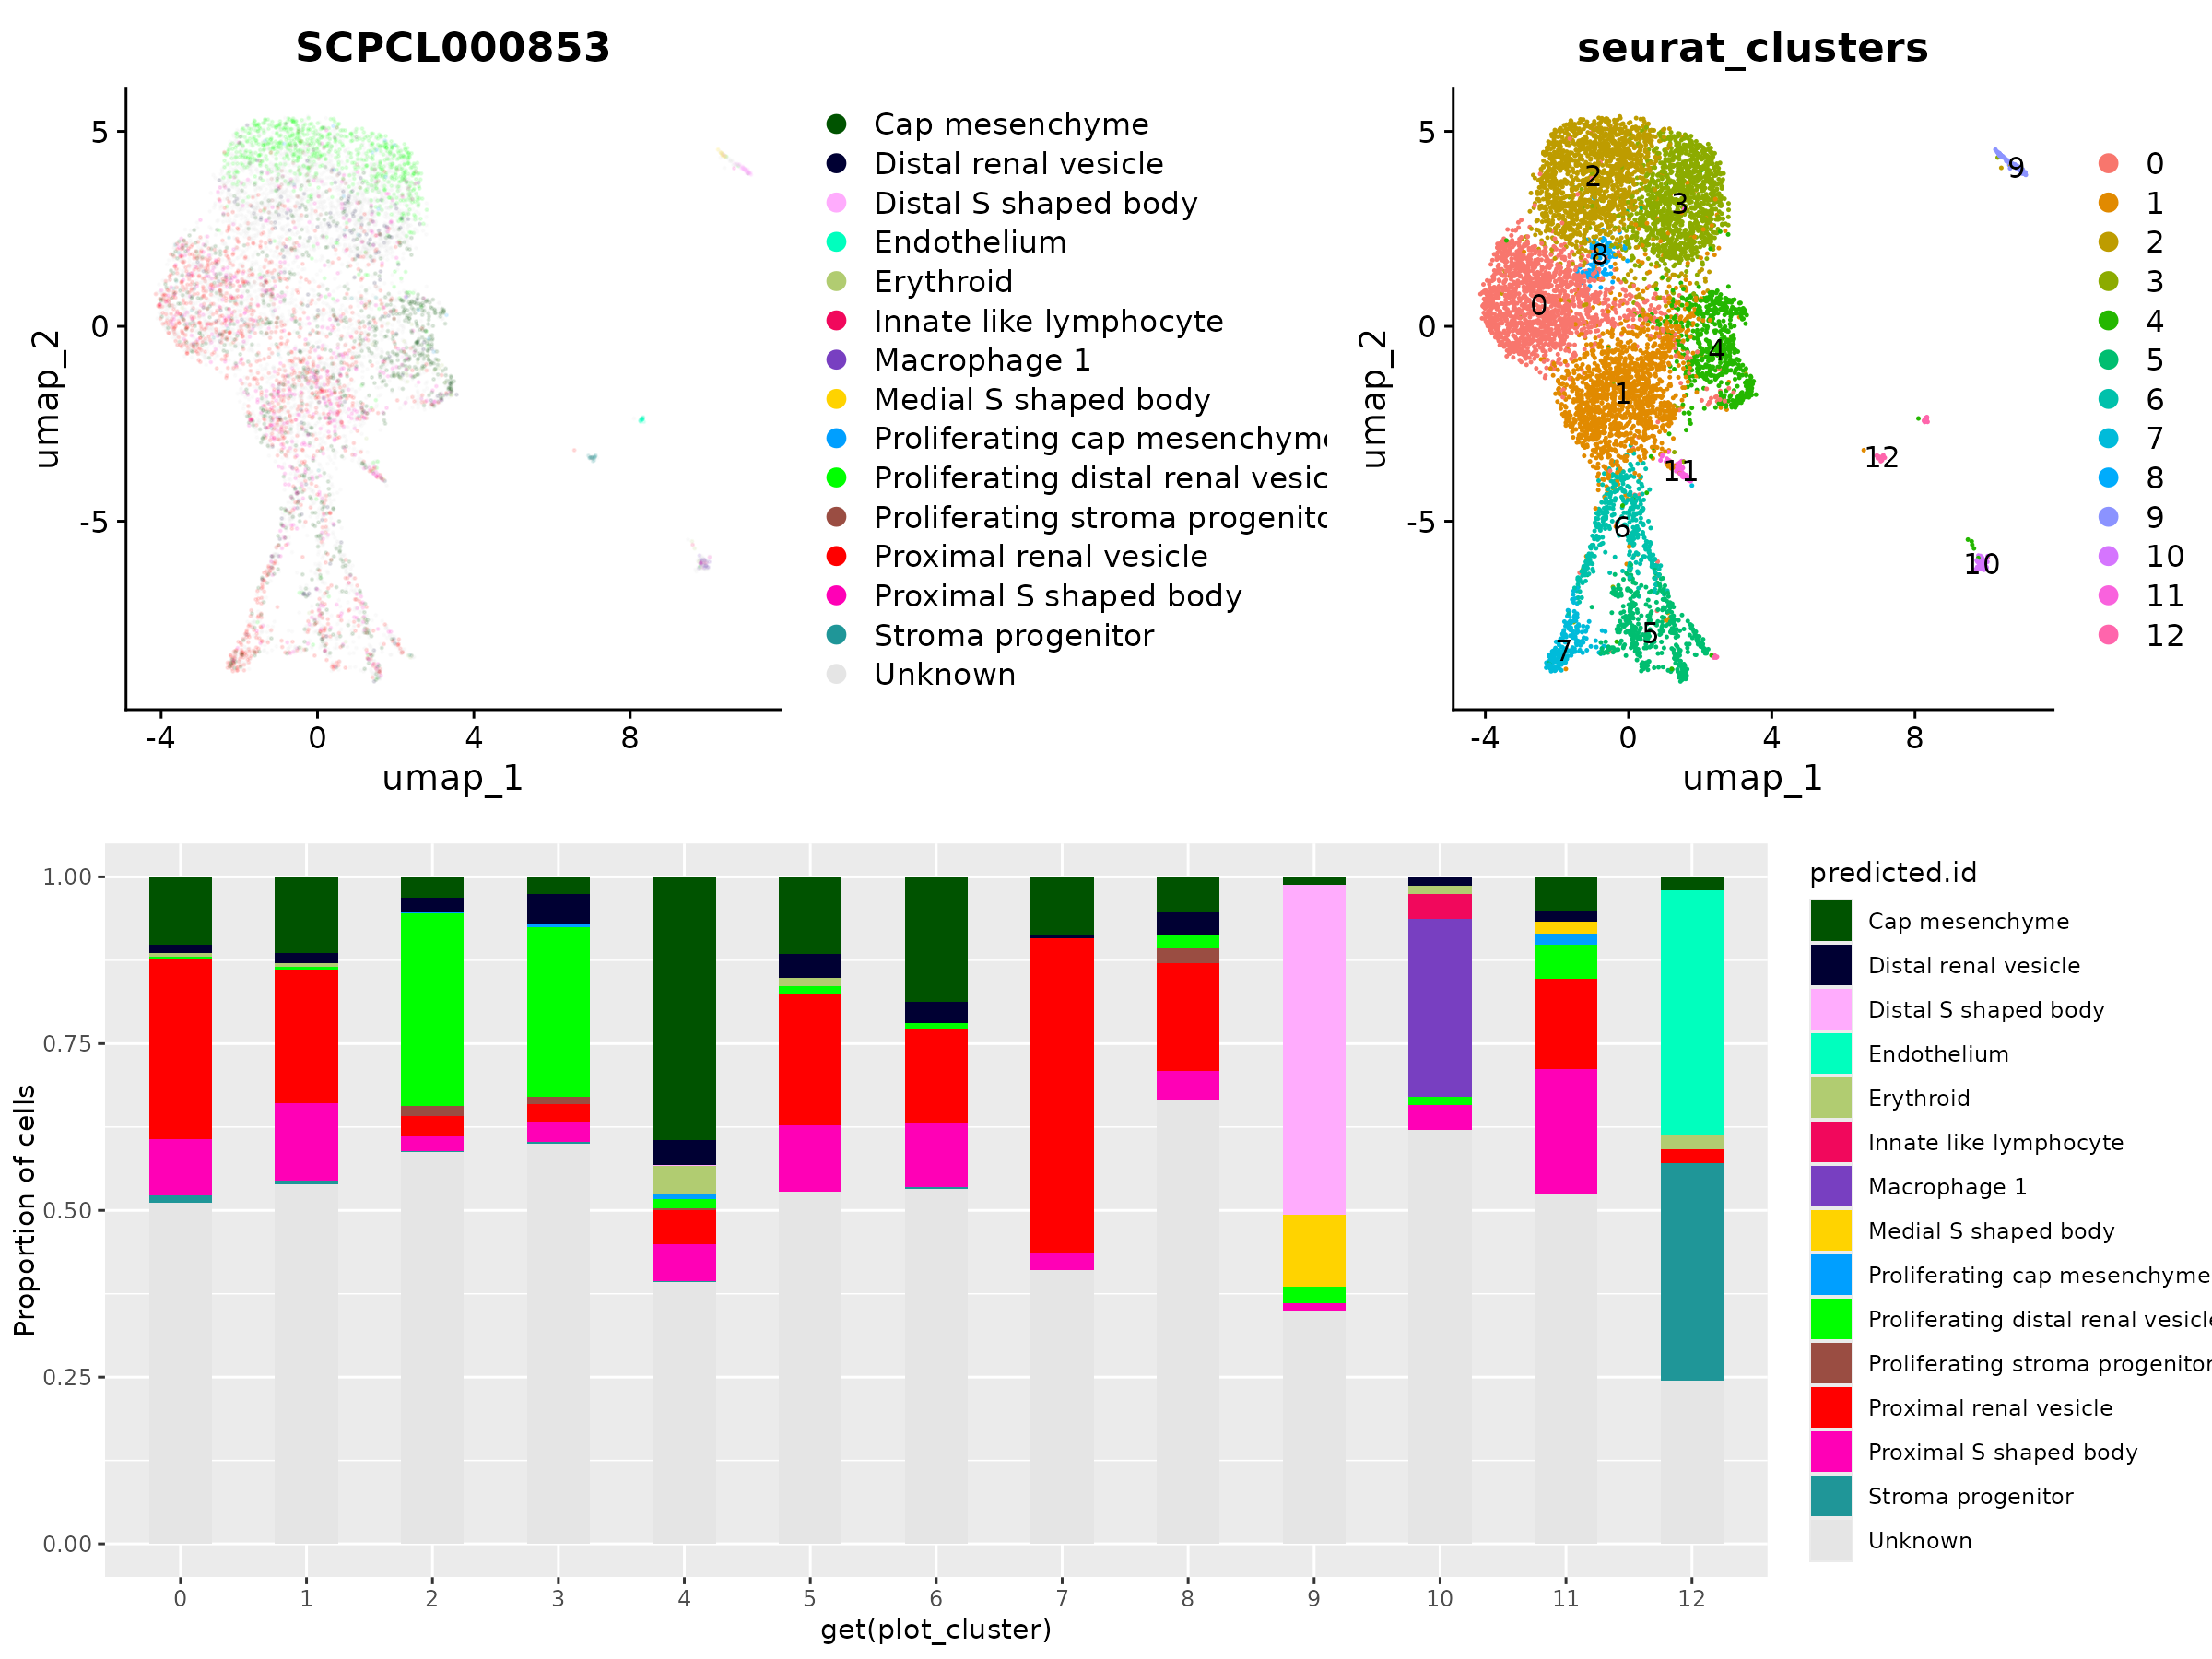 SCPCL000853
seurat_clusters
5
0
-5
umap_2
-4
0
4
8
umap_1
Cap mesenchyme
Distal renal vesicle
Distal S shaped body
Endothelium
Erythroid
Innate like lymphocyte
Macrophage 1
Medial S shaped body
Proliferating cap mesenchyme
Proliferating distal renal vesic
Proliferating stroma progenito
Proximal renal vesicle
Proximal S shaped body
Stroma progenitor
Unknown
5
0
-5
umap_2
-4
0
4
8
umap_1
2
3
8
0
4
1
11
6
5
7
9
12
10
0
1
2
3
4
5
6
7
8
9
10
11
12
1.00
0.75
0.50
0.25
0.00
Proportion of cells
0
1
2
3
4
5
6
7
8
9
10
11
12
get(plot_cluster)
predicted.id
Cap mesenchyme
Distal renal vesicle
Distal S shaped body
Endothelium
Erythroid
Innate like lymphocyte
Macrophage 1
Medial S shaped body
Proliferating cap mesenchyme
Proliferating distal renal vesicle
Proliferating stroma progenitor
Proximal renal vesicle
Proximal S shaped body
Stroma progenitor
Unknown